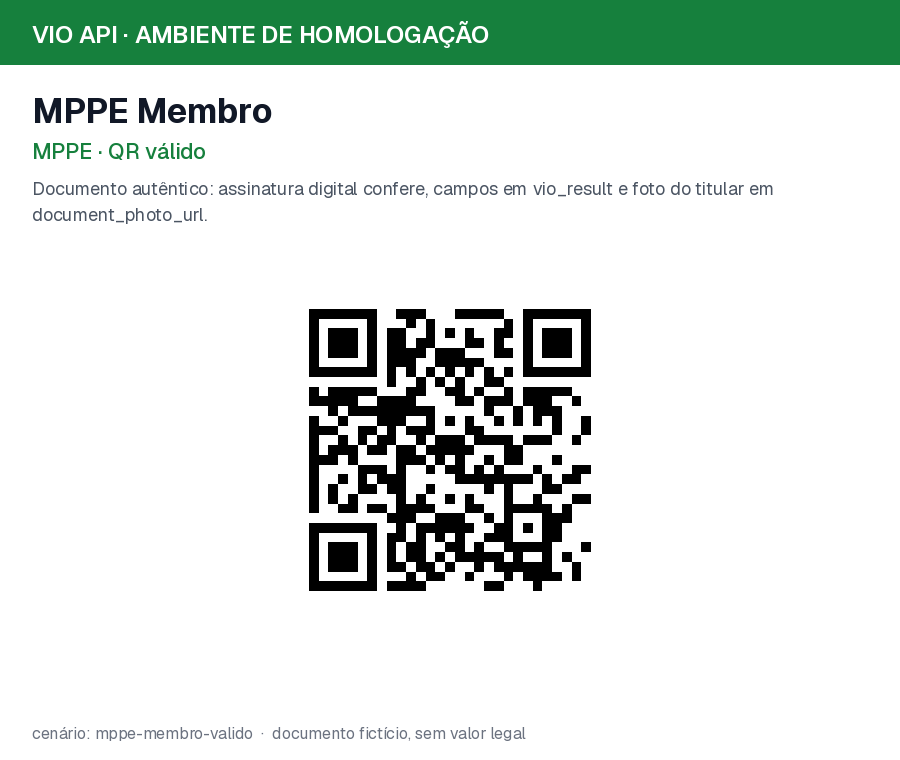 VIO API · AMBIENTE DE HOMOLOGAÇÃO
MPPE Membro
MPPE · QR válido
Documento autêntico: assinatura digital confere, campos em vio_result e foto do titular em
document_photo_url.
cenário: mppe-membro-valido · documento fictício, sem valor legal